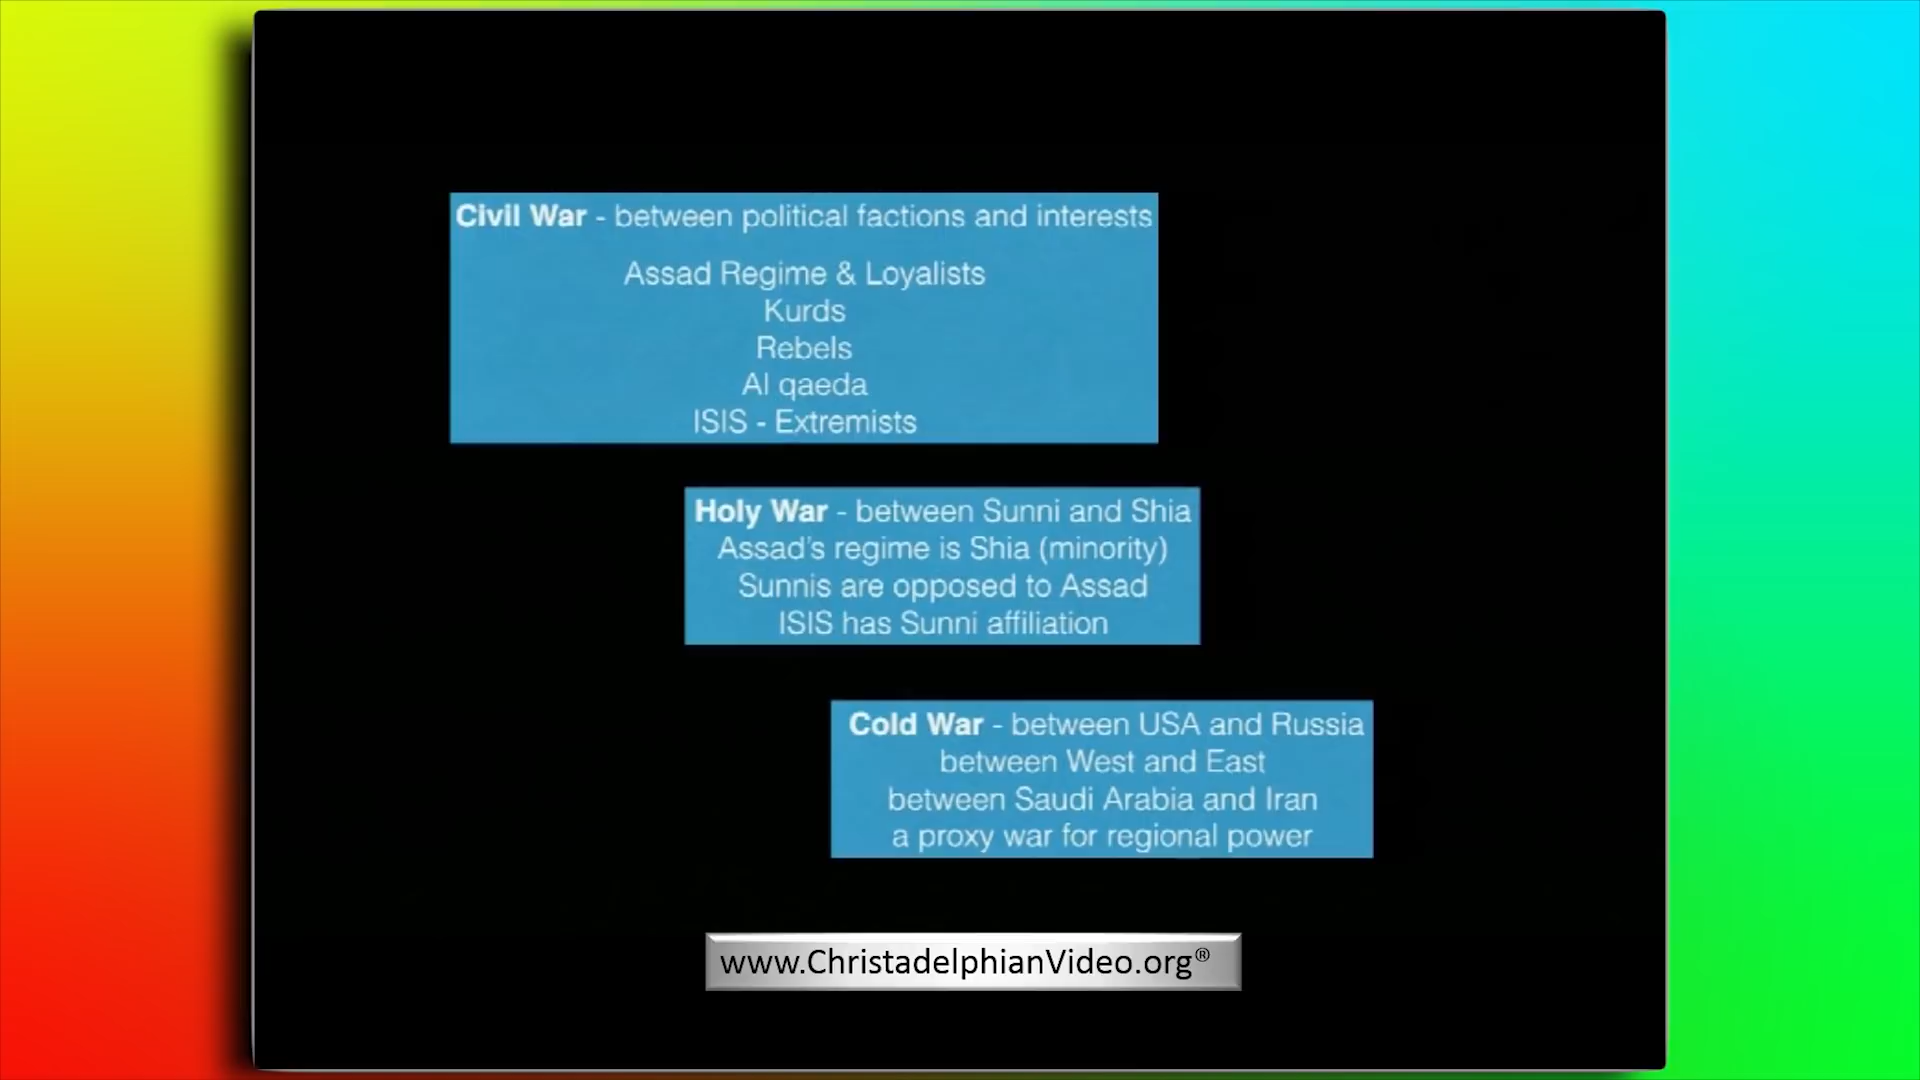 Civil War - between political factions and interests
Assad Regime & Loyalists
Kurds
Rebels
Al qaeda
ISIS - Extremists
Holy War - between Sunni and Shia
Assad's regime is Shia (minority)
Sunnis are opposed to Assad
ISIS has Sunni affiliation
Cold War - between USA and Russia
between West and East
between Saudi Arabia and Iran
a proxy war for regional power
www.ChristadelphianVideo.org®